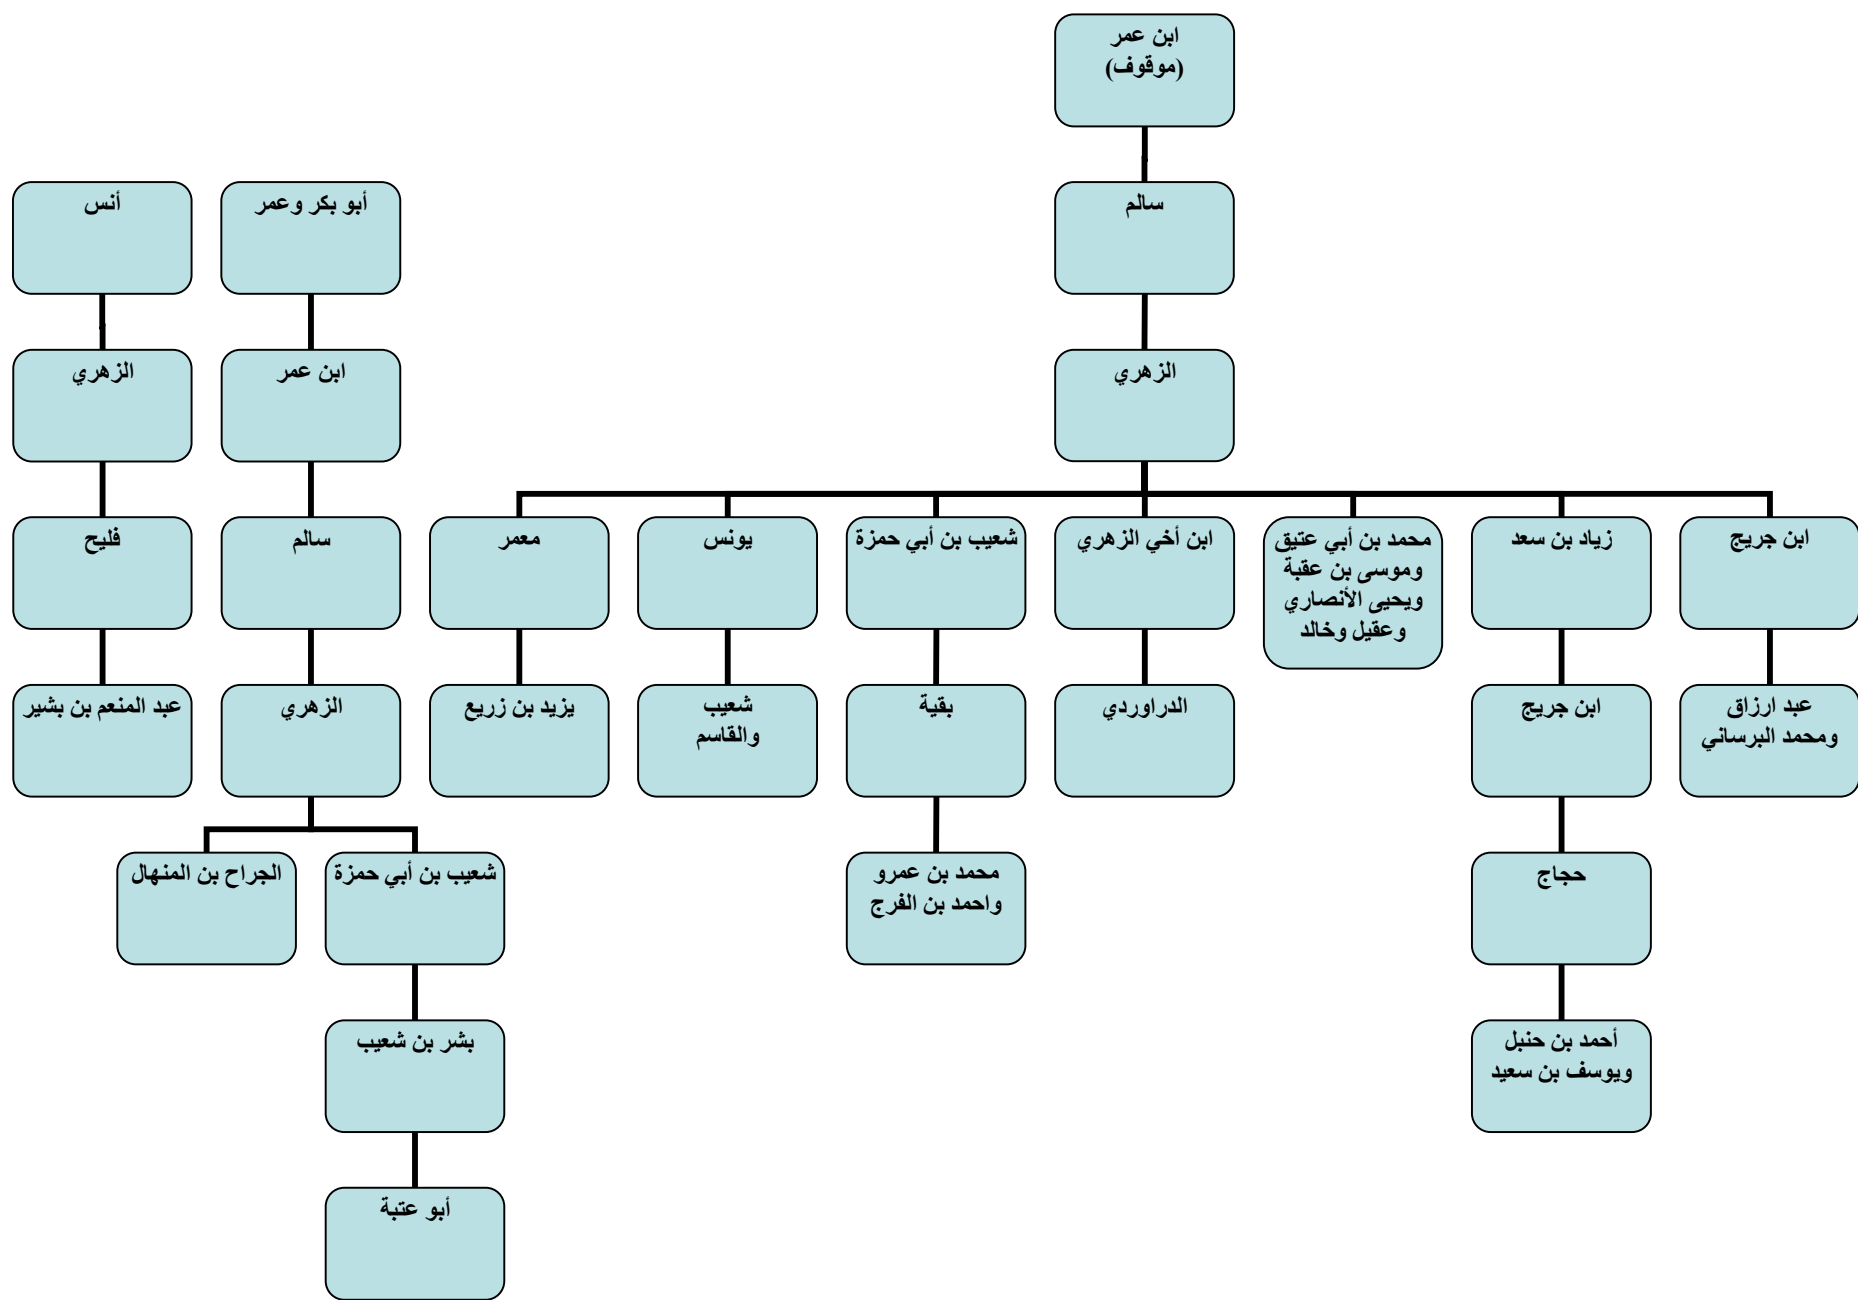 ابن عمر
(موقوف)
سالم
أبو بكر وعمر
أنس
الزهري
ابن عمر
الزهري
ابن جريج
زياد بن سعد
محمد بن أبي عتيق
وموسى بن عقبة
ويحيى الأنصاري
وعقيل وخالد
ابن أخي الزهري
شعيب بن أبي حمزة
يونس
معمر
سالم
فليح
عبد ارزاق
ومحمد البرساني
ابن جريج
الدراوردي
بقية
شعيب
والقاسم
يزيد بن زريع
الزهري
عبد المنعم بن بشير
حجاج
محمد بن عمرو
واحمد بن الفرج
شعيب بن أبي حمزة
الجراح بن المنهال
أحمد بن حنبل
ويوسف بن سعيد
بشر بن شعيب
أبو عتبة